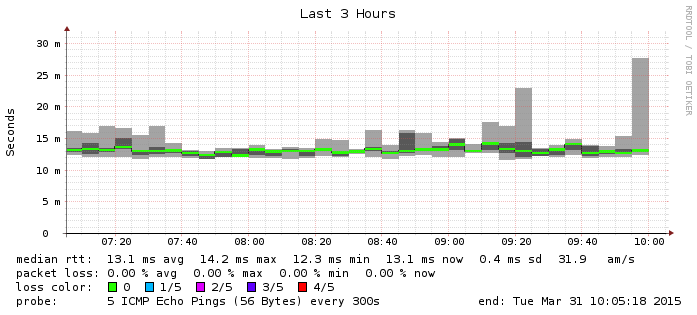 Last 3 Hours
RRDTOOL / TOBI OETIKER
Seconds
30 m
25 m
20 m
15 m
10 m
5 m
0
07:20 07:40 08:00 08:20 08:40 09:00 09:20 09:40 10:00
median rtt: 13.1 ms avg 14.2 ms max 12.3 ms min 13.1 ms now 0.4 ms sd 31.9 am/s
packet loss: 0.00 % avg 0.00 % max 0.00 % min 0.00 % now
loss color: 0 1/5 2/5 3/5 4/5
probe: 5 ICMP Echo Pings (56 Bytes) every 300s end: Tue Mar 31 10:05:18 2015